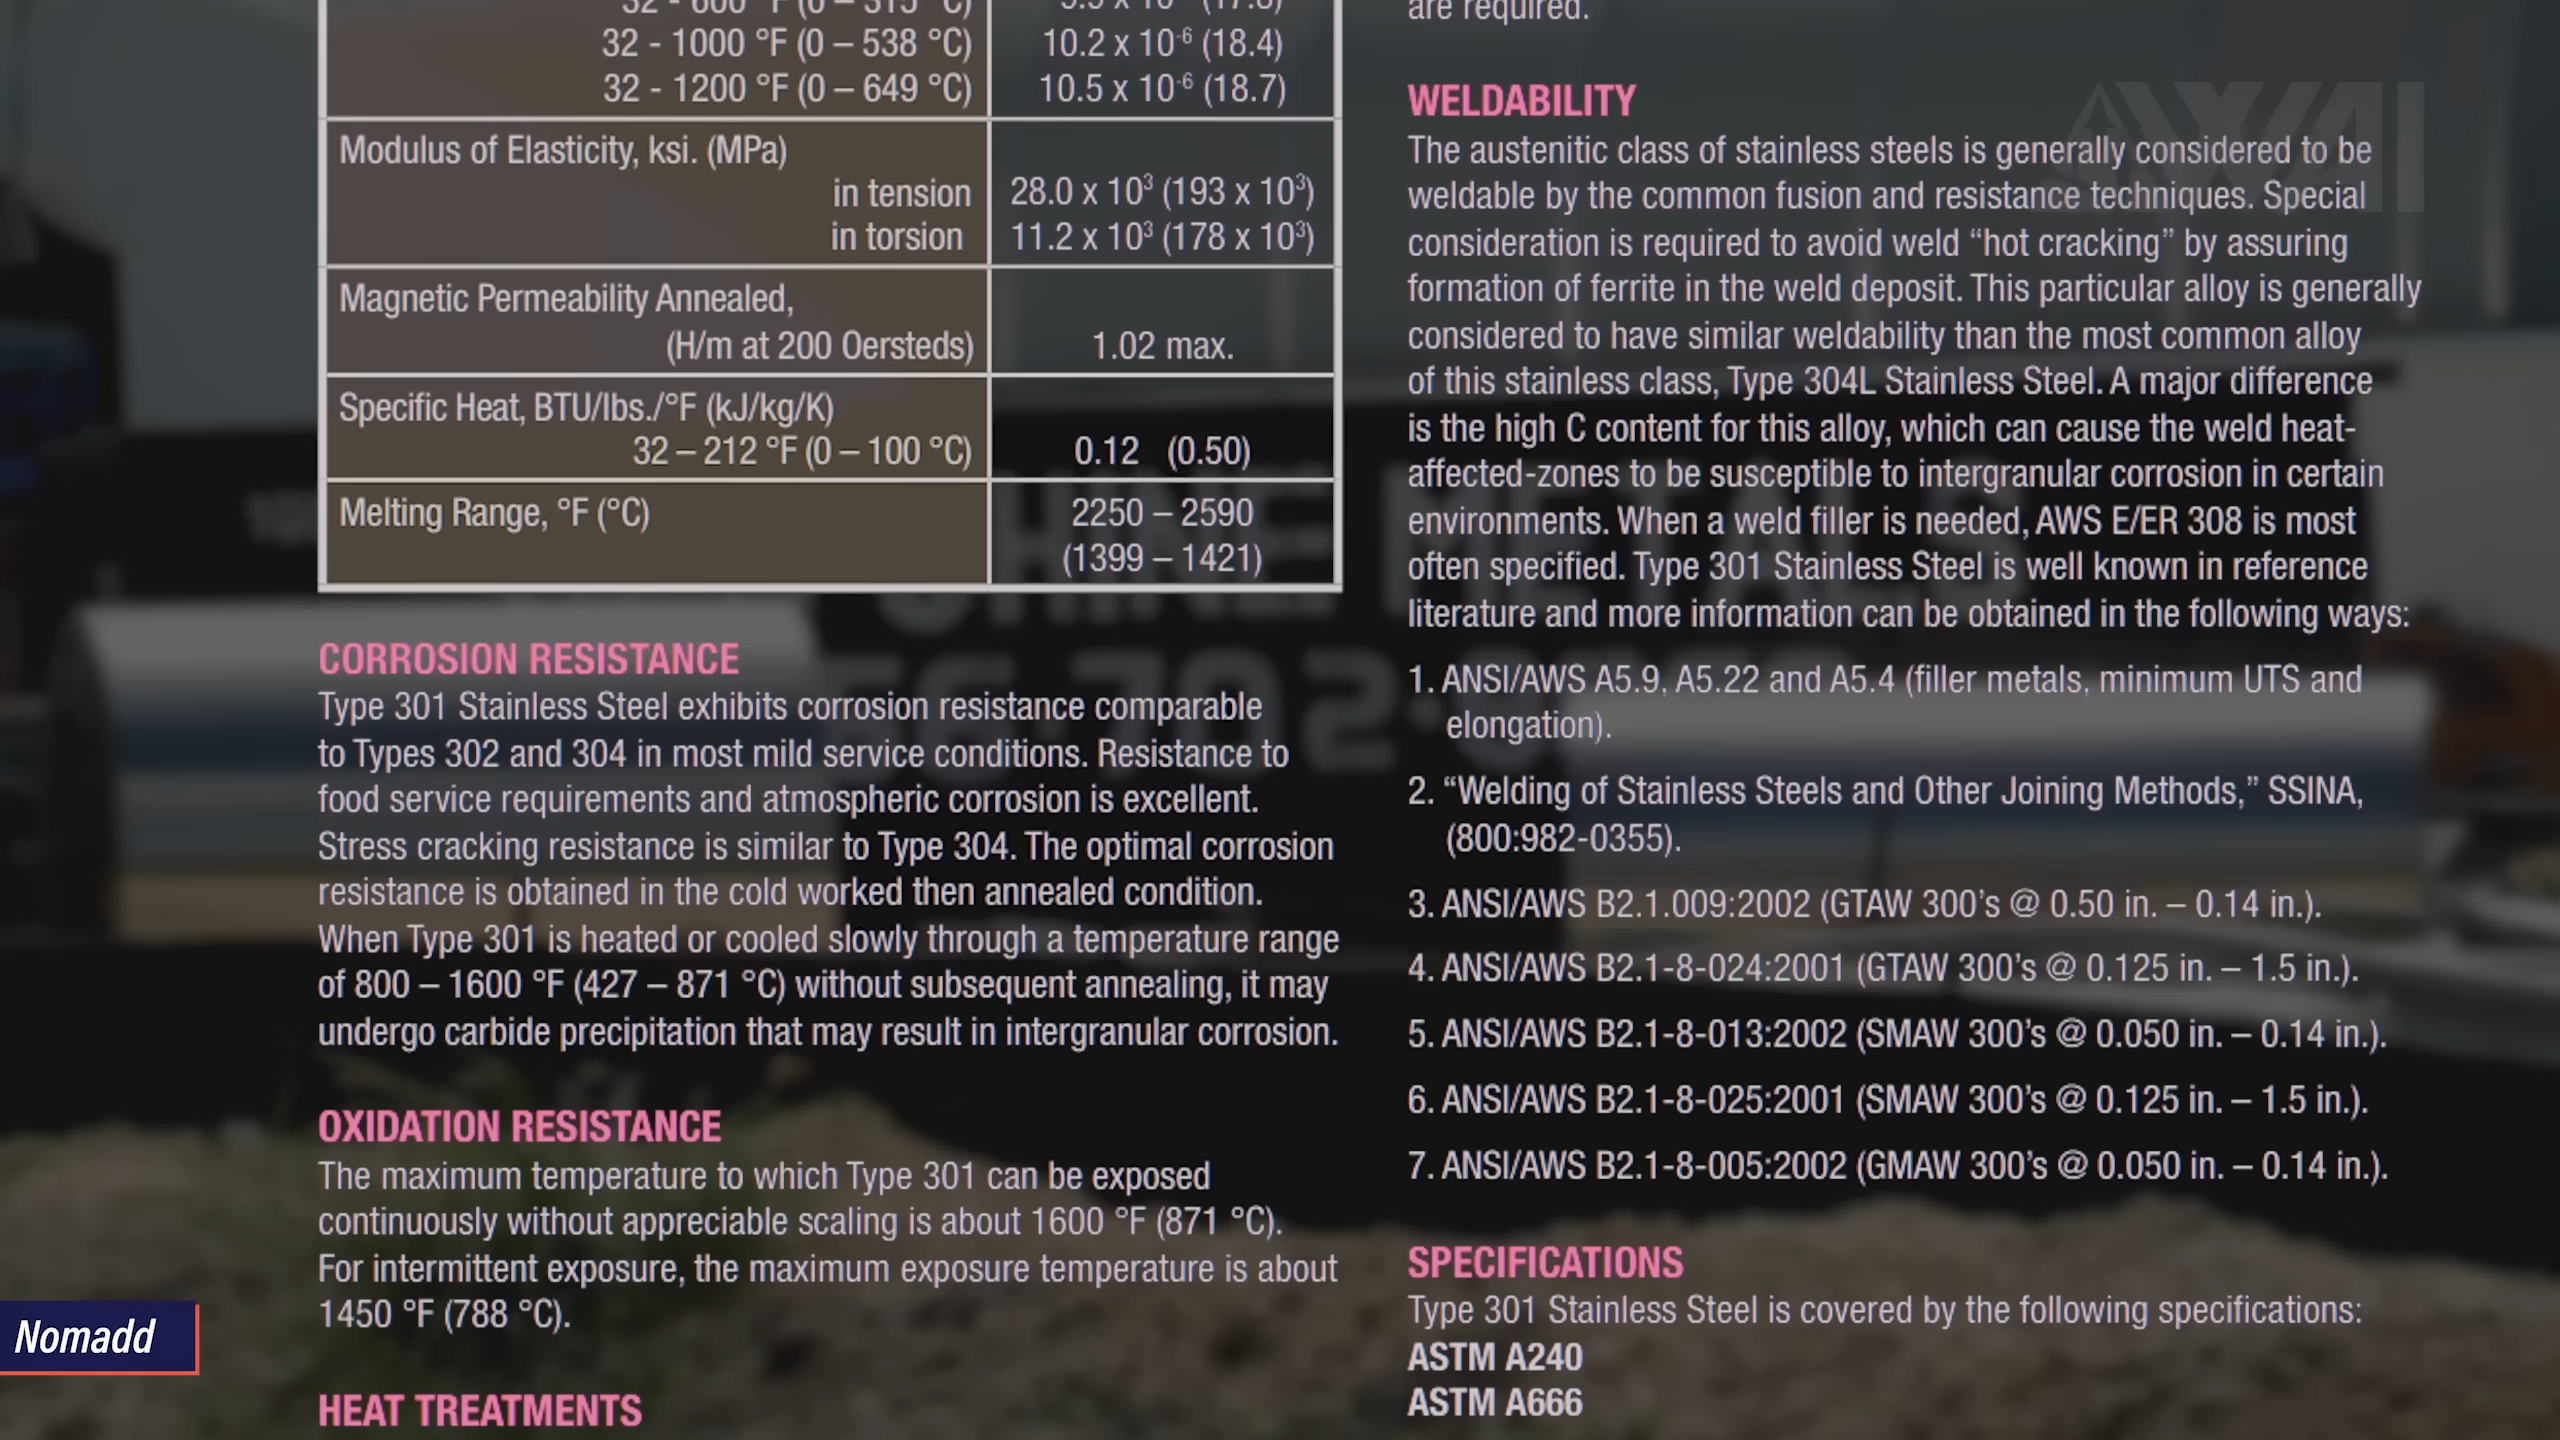 32 - 600 °F (0 – 315 °C)
32 - 1000 °F (0 – 538 °C) 10.2 x 10-6 (18.4)
32 - 1200 °F (0 – 649 °C) 10.5 x 10-6 (18.7)
Modulus of Elasticity, ksi. (MPa)
in tension 28.0 x 10³ (193 x 10³)
in torsion 11.2 x 10³ (178 x 10³)
Magnetic Permeability Annealed,
(H/m at 200 Oersteds) 1.02 max.
Specific Heat, BTU/lbs./°F (kJ/kg/K)
32 – 212 °F (0 – 100 °C) 0.12 (0.50)
Melting Range, °F (°C) 2250 – 2590
(1399 – 1421)
CORROSION RESISTANCE
Type 301 Stainless Steel exhibits corrosion resistance comparable
to Types 302 and 304 in most mild service conditions. Resistance to
food service requirements and atmospheric corrosion is excellent.
Stress cracking resistance is similar to Type 304. The optimal corrosion
resistance is obtained in the cold worked then annealed condition.
When Type 301 is heated or cooled slowly through a temperature range
of 800 – 1600 °F (427 – 871 °C) without subsequent annealing, it may
undergo carbide precipitation that may result in intergranular corrosion.
OXIDATION RESISTANCE
The maximum temperature to which Type 301 can be exposed
continuously without appreciable scaling is about 1600 °F (871 °C).
For intermittent exposure, the maximum exposure temperature is about
1450 °F (788 °C).
HEAT TREATMENTS
are required.
WELDABILITY
The austenitic class of stainless steels is generally considered to be
weldable by the common fusion and resistance techniques. Special
consideration is required to avoid weld “hot cracking” by assuring
formation of ferrite in the weld deposit. This particular alloy is generally
considered to have similar weldability than the most common alloy
of this stainless class, Type 304L Stainless Steel. A major difference
is the high C content for this alloy, which can cause the weld heat-
affected-zones to be susceptible to intergranular corrosion in certain
environments. When a weld filler is needed, AWS E/ER 308 is most
often specified. Type 301 Stainless Steel is well known in reference
literature and more information can be obtained in the following ways:
1. ANSI/AWS A5.9, A5.22 and A5.4 (filler metals, minimum UTS and
elongation).
2. “Welding of Stainless Steels and Other Joining Methods,” SSINA,
(800:982-0355).
3. ANSI/AWS B2.1.009:2002 (GTAW 300’s @ 0.50 in. – 0.14 in.).
4. ANSI/AWS B2.1-8-024:2001 (GTAW 300’s @ 0.125 in. – 1.5 in.).
5. ANSI/AWS B2.1-8-013:2002 (SMAW 300’s @ 0.050 in. – 0.14 in.).
6. ANSI/AWS B2.1-8-025:2001 (SMAW 300’s @ 0.125 in. – 1.5 in.).
7. ANSI/AWS B2.1-8-005:2002 (GMAW 300’s @ 0.050 in. – 0.14 in.).
SPECIFICATIONS
Type 301 Stainless Steel is covered by the following specifications:
ASTM A240
ASTM A666
METALS
Nomadd